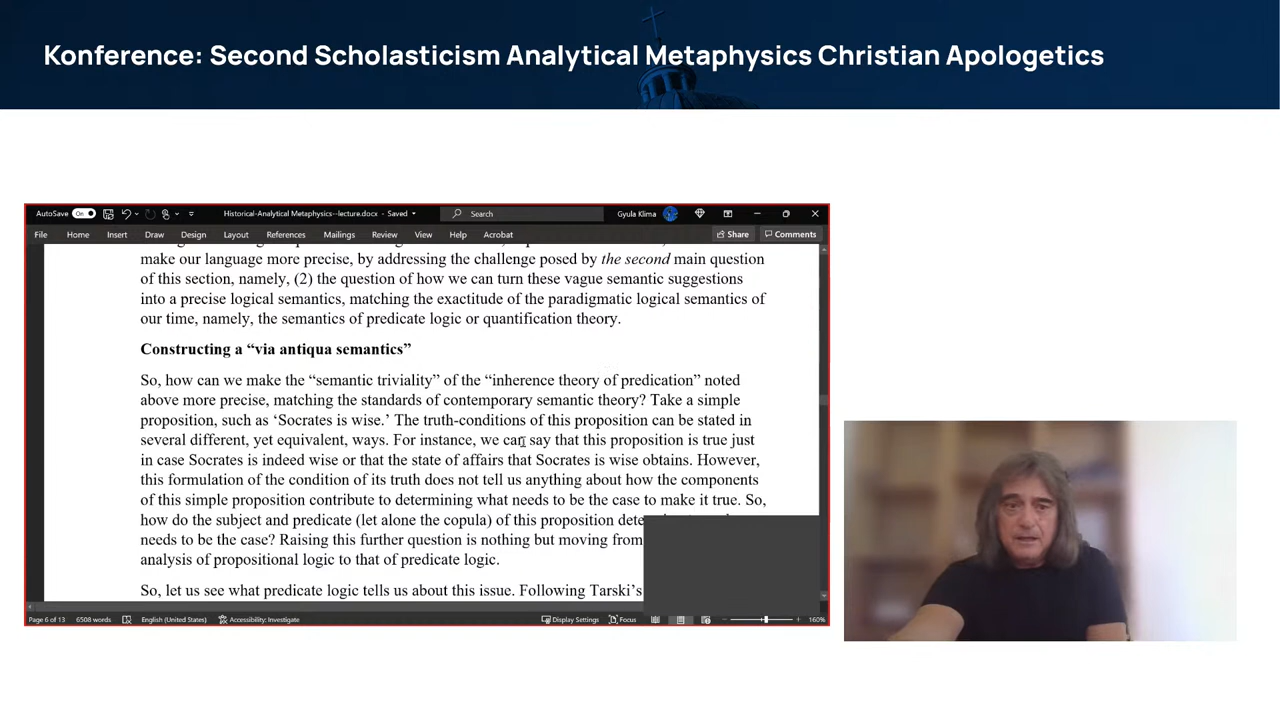 Konference: Second Scholasticism Analytical Metaphysics Christian Apologetics
AutoSave On Historical-Analytical Metaphysics--lecture.docx - Saved Search Gyula Klima
File Home Insert Draw Design Layout References Mailings Review View Help Acrobat Share Comments
make our language more precise, by addressing the challenge posed by the second main question
of this section, namely, (2) the question of how we can turn these vague semantic suggestions
into a precise logical semantics, matching the exactitude of the paradigmatic logical semantics of
our time, namely, the semantics of predicate logic or quantification theory.
Constructing a “via antiqua semantics”
So, how can we make the “semantic triviality” of the “inherence theory of predication” noted
above more precise, matching the standards of contemporary semantic theory? Take a simple
proposition, such as ‘Socrates is wise.’ The truth-conditions of this proposition can be stated in
several different, yet equivalent, ways. For instance, we can say that this proposition is true just
in case Socrates is indeed wise or that the state of affairs that Socrates is wise obtains. However,
this formulation of the condition of its truth does not tell us anything about how the components
of this simple proposition contribute to determining what needs to be the case to make it true. So,
how do the subject and predicate (let alone the copula) of this proposition
needs to be the case? Raising this further question is nothing but moving from
analysis of propositional logic to that of predicate logic.
So, let us see what predicate logic tells us about this issue. Following Tarski’s
Page 6 of 13 6508 words English (United States) Accessibility: Investigate Display Settings Focus 160%